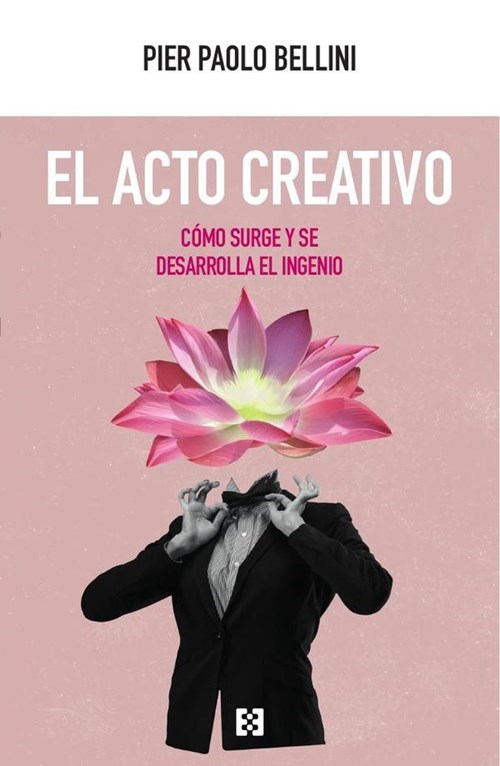 PIER PAOLO BELLINI
EL ACTO CREATIVO
CÓMO SURGE Y SE
DESARROLLA EL INGENIO